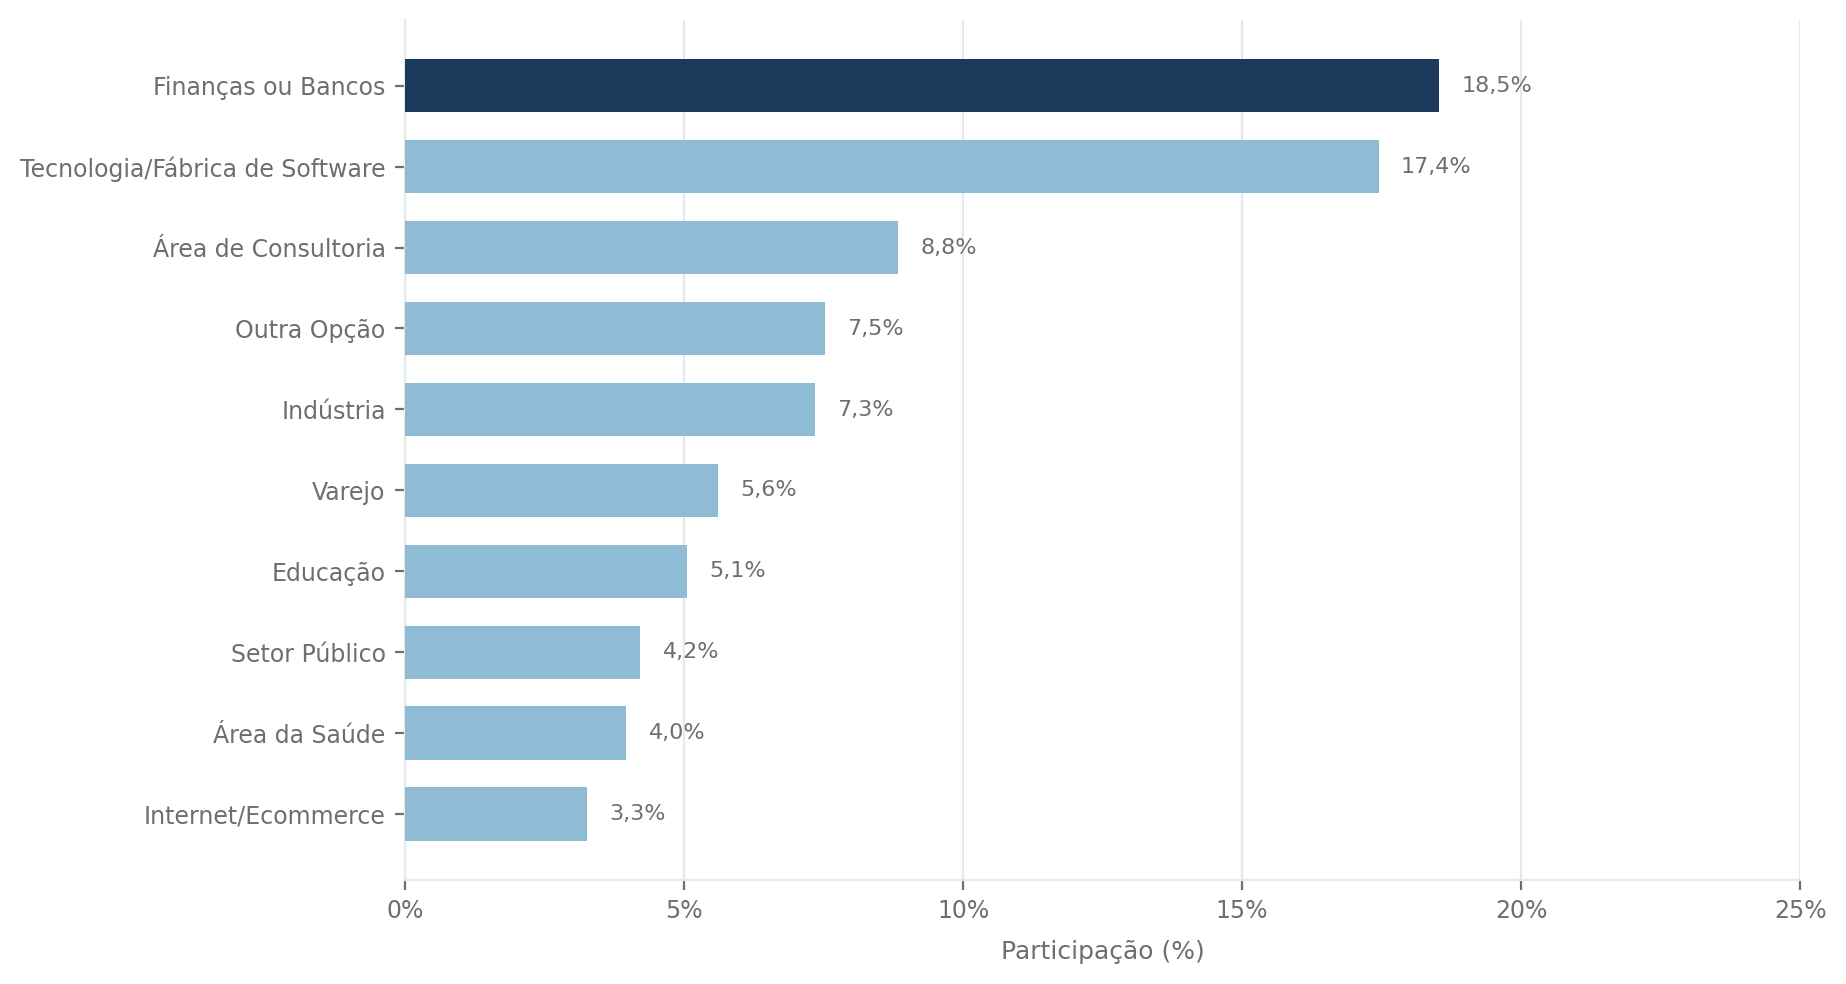 Finanças ou Bancos 18,5%
Tecnologia/Fábrica de Software 17,4%
Área de Consultoria 8,8%
Outra Opção 7,5%
Indústria 7,3%
Varejo 5,6%
Educação 5,1%
Setor Público 4,2%
Área da Saúde 4,0%
Internet/Ecommerce 3,3%
0% 5% 10% 15% 20% 25%
Participação (%)